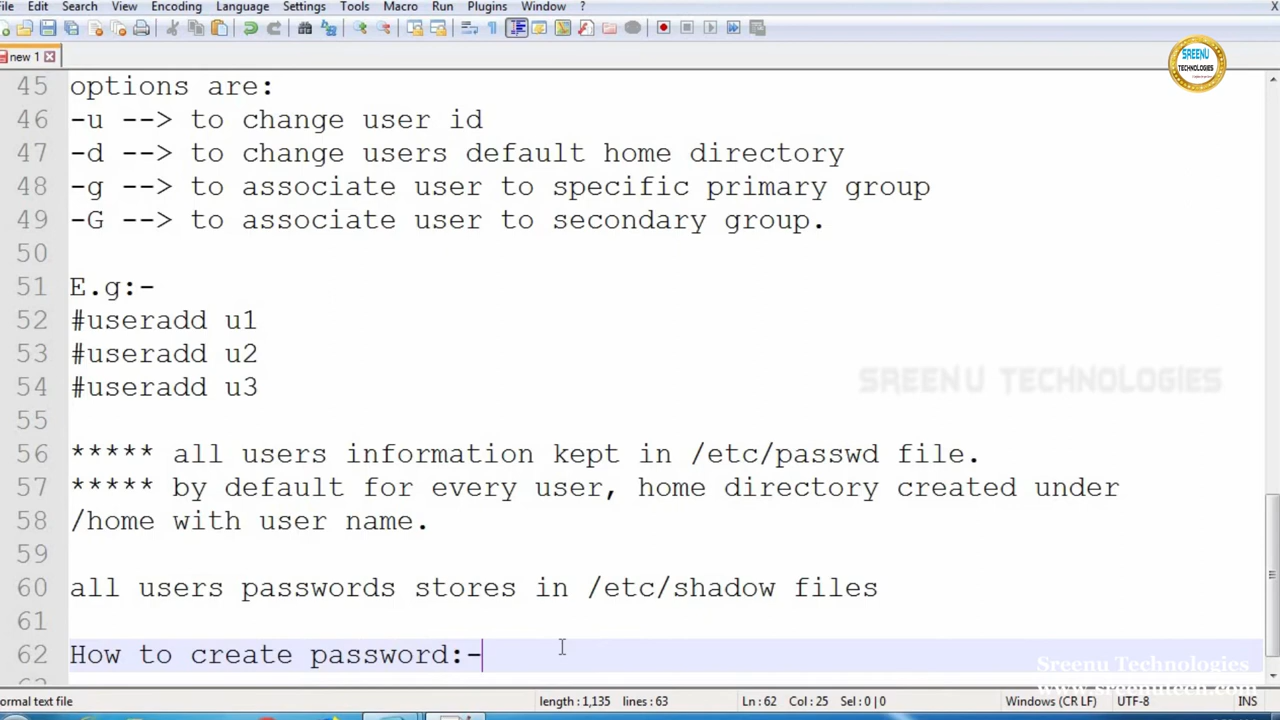 File Edit Search View Encoding Language Settings Tools Macro Run Plugins Window ?
X
new 1
SREENU
TECHNOLOGIES
45 options are:
46 -u --> to change user id
47 -d --> to change users default home directory
48 -g --> to associate user to specific primary group
49 -G --> to associate user to secondary group.
50
51 E.g:-
52 #useradd u1
53 #useradd u2
54 #useradd u3
SREENU TECHNOLOGIES
55
56 ***** all users information kept in /etc/passwd file.
57 ***** by default for every user, home directory created under
58 /home with user name.
59
60 all users passwords stores in /etc/shadow files
61
62 How to create password:-
Sreenu Technologies
www.sreenutech.com
ormal text file length : 1,135 lines : 63 Ln : 62 Col : 25 Sel : 0 | 0 Windows (CR LF) UTF-8 INS